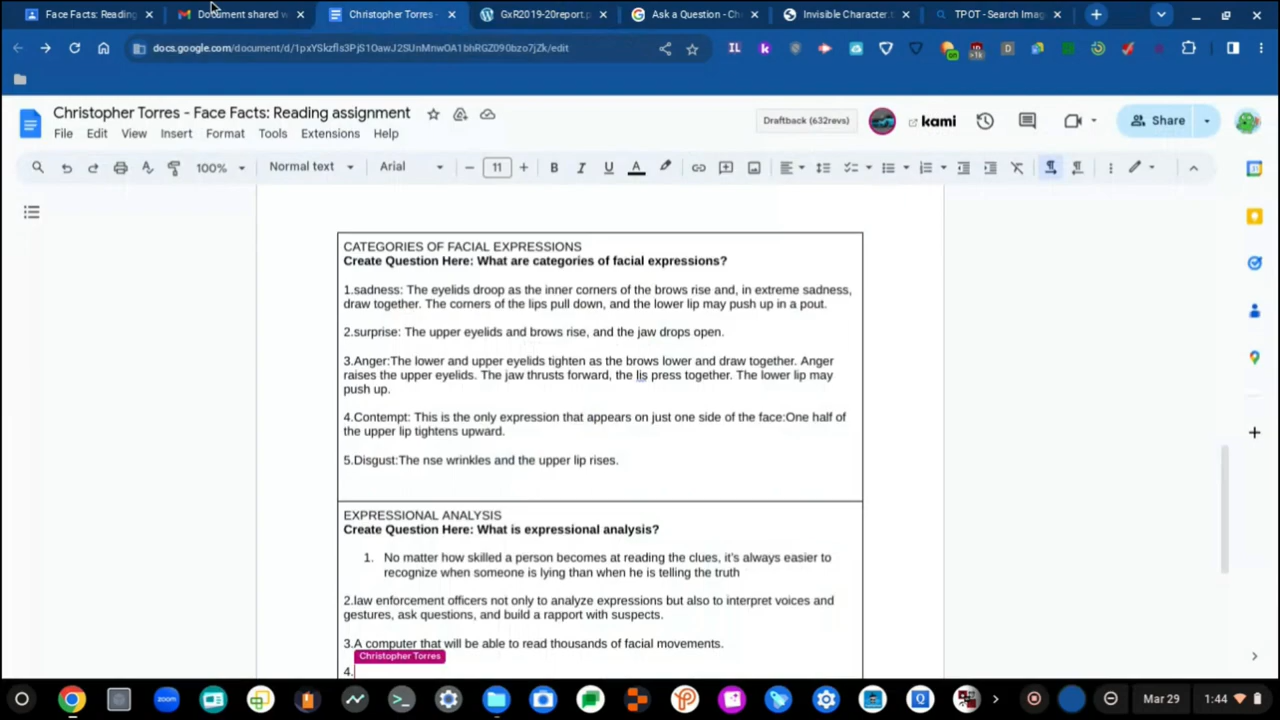 Face Facts: Reading
Document shared w
Christopher Torres -
GxR2019-20report.p
Ask a Question - Ch
Invisible Character.t
TPOT - Search Imag
docs.google.com/document/d/1pxYSkzfls3PjS1OawJ2SUnMnwOA1bhRGZ090bzo7jZk/edit
Christopher Torres - Face Facts: Reading assignment
File Edit View Insert Format Tools Extensions Help
Draftback (632revs)
kami
Share
100% Normal text Arial 11
CATEGORIES OF FACIAL EXPRESSIONS
Create Question Here: What are categories of facial expressions?
1.sadness: The eyelids droop as the inner corners of the brows rise and, in extreme sadness,
draw together. The corners of the lips pull down, and the lower lip may push up in a pout.
2.surprise: The upper eyelids and brows rise, and the jaw drops open.
3.Anger:The lower and upper eyelids tighten as the brows lower and draw together. Anger
raises the upper eyelids. The jaw thrusts forward, the lis press together. The lower lip may
push up.
4.Contempt: This is the only expression that appears on just one side of the face:One half of
the upper lip tightens upward.
5.Disgust:The nse wrinkles and the upper lip rises.
EXPRESSIONAL ANALYSIS
Create Question Here: What is expressional analysis?
1. No matter how skilled a person becomes at reading the clues, it's always easier to
recognize when someone is lying than when he is telling the truth
2.law enforcement officers not only to analyze expressions but also to interpret voices and
gestures, ask questions, and build a rapport with suspects.
3.A computer that will be able to read thousands of facial movements.
Christopher Torres
4.
zoom
Mar 29
1:44